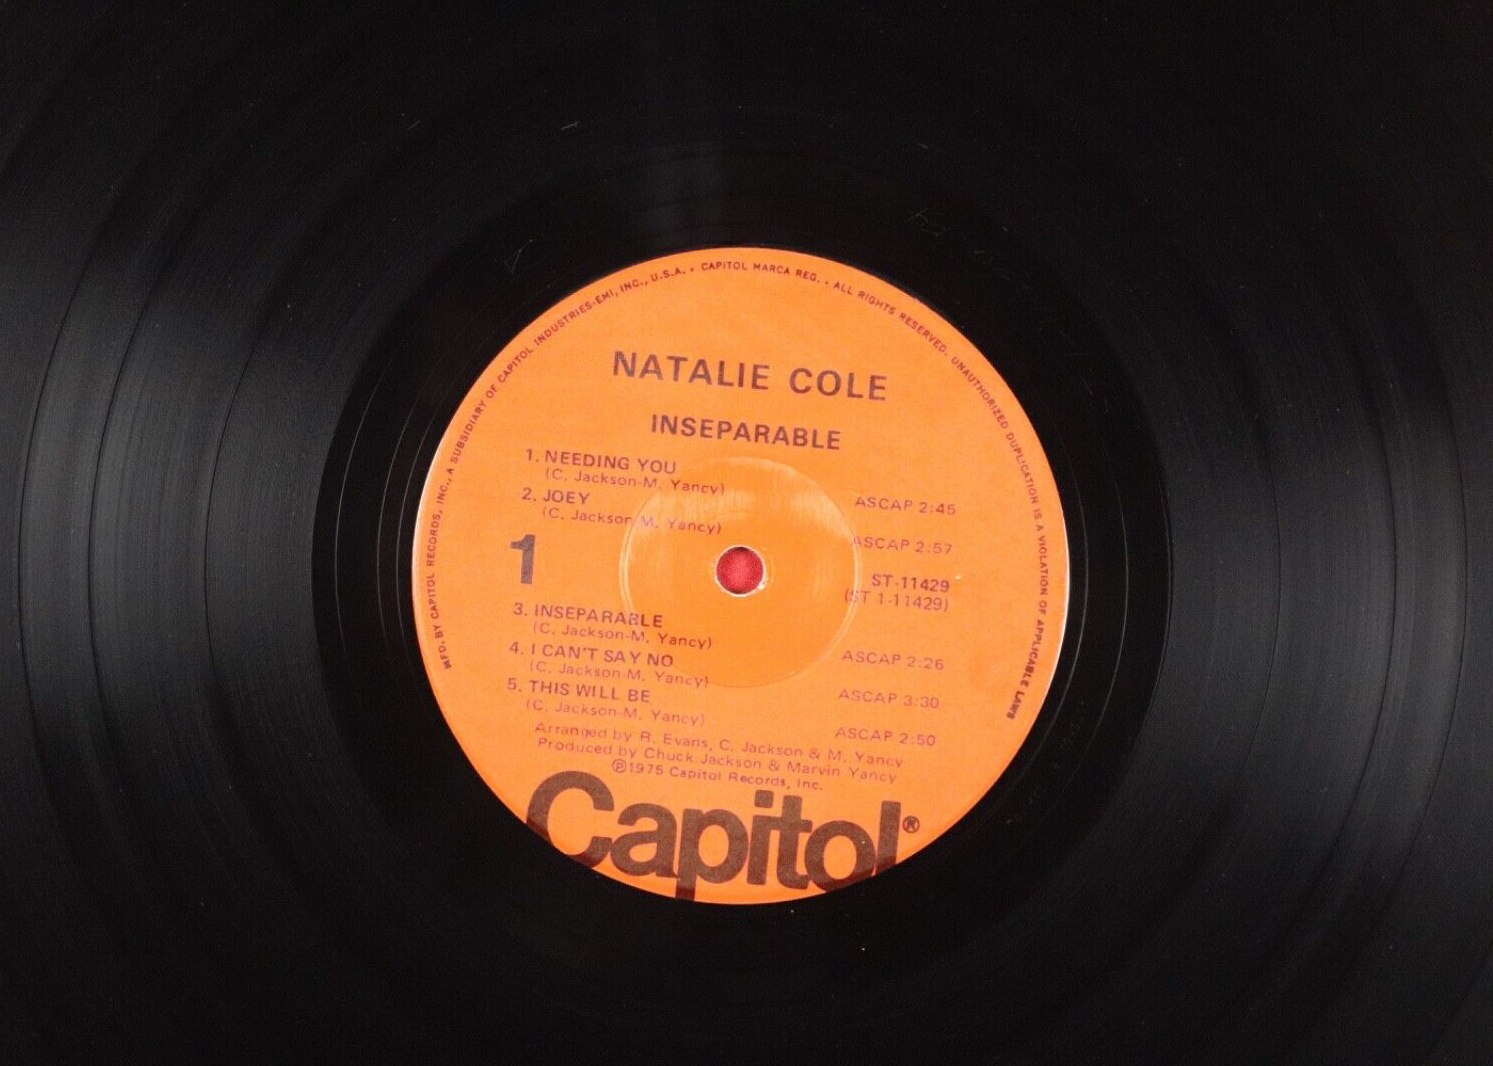 MFD. BY CAPITOL RECORDS, INC., A SUBSIDIARY OF CAPITOL INDUSTRIES-EMI, INC., U.S.A. • CAPITOL MARCA REG. • ALL RIGHTS RESERVED. UNAUTHORIZED DUPLICATION IS A VIOLATION OF APPLICABLE LAWS
NATALIE COLE
INSEPARABLE
1. NEEDING YOU
(C. Jackson-M. Yancy) ASCAP 2:45
2. JOEY
(C. Jackson-M. Yancy) ASCAP 2:57
1
ST-11429
(ST 1-11429)
3. INSEPARABLE
(C. Jackson-M. Yancy) ASCAP 2:26
4. I CAN'T SAY NO
(C. Jackson-M. Yancy) ASCAP 3:30
5. THIS WILL BE
(C. Jackson-M. Yancy) ASCAP 2:50
Arranged by R. Evans, C. Jackson & M. Yancy
Produced by Chuck Jackson & Marvin Yancy
Ⓟ1975 Capitol Records, Inc.
Capitol®